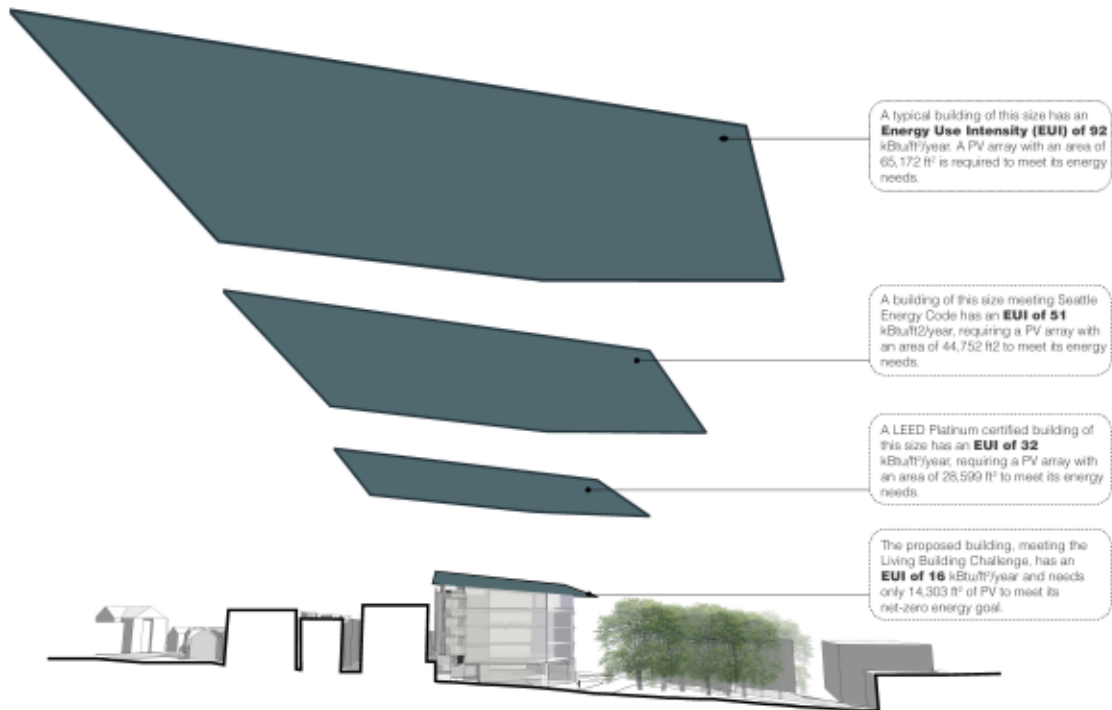 A typical building of this size has an
Energy Use Intensity (EUI) of 92
kBtu/ft²/year. A PV array with an area of
65,172 ft² is required to meet its energy
needs.
A building of this size meeting Seattle
Energy Code has an EUI of 51
kBtu/ft2/year, requiring a PV array with
an area of 44,752 ft2 to meet its energy
needs.
A LEED Platinum certified building of
this size has an EUI of 32
kBtu/ft²/year, requiring a PV array with
an area of 28,599 ft² to meet its energy
needs.
The proposed building, meeting the
Living Building Challenge, has an
EUI of 16 kBtu/ft²/year and needs
only 14,303 ft² of PV to meet its
net-zero energy goal.